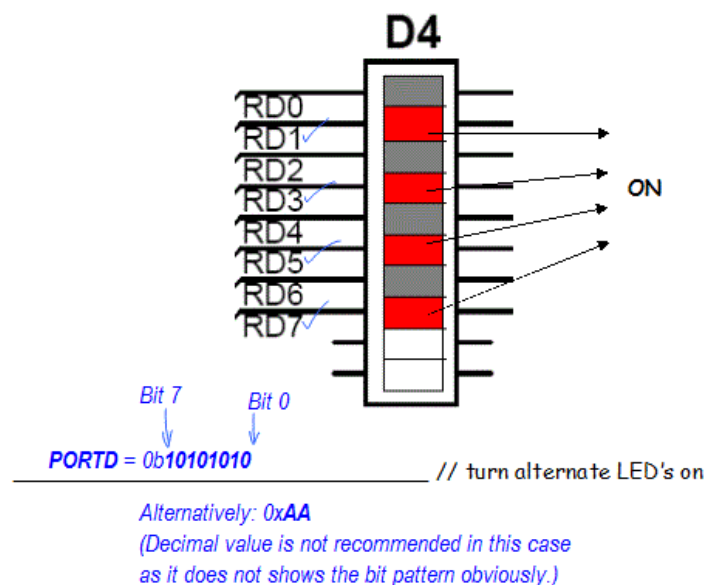 D4
RD0
RD1
RD2
RD3
ON
RD4
RD5
RD6
RD7
Bit 7 Bit 0
PORTD = 0b10101010 // turn alternate LED's on
Alternatively: 0xAA
(Decimal value is not recommended in this case
as it does not shows the bit pattern obviously.)